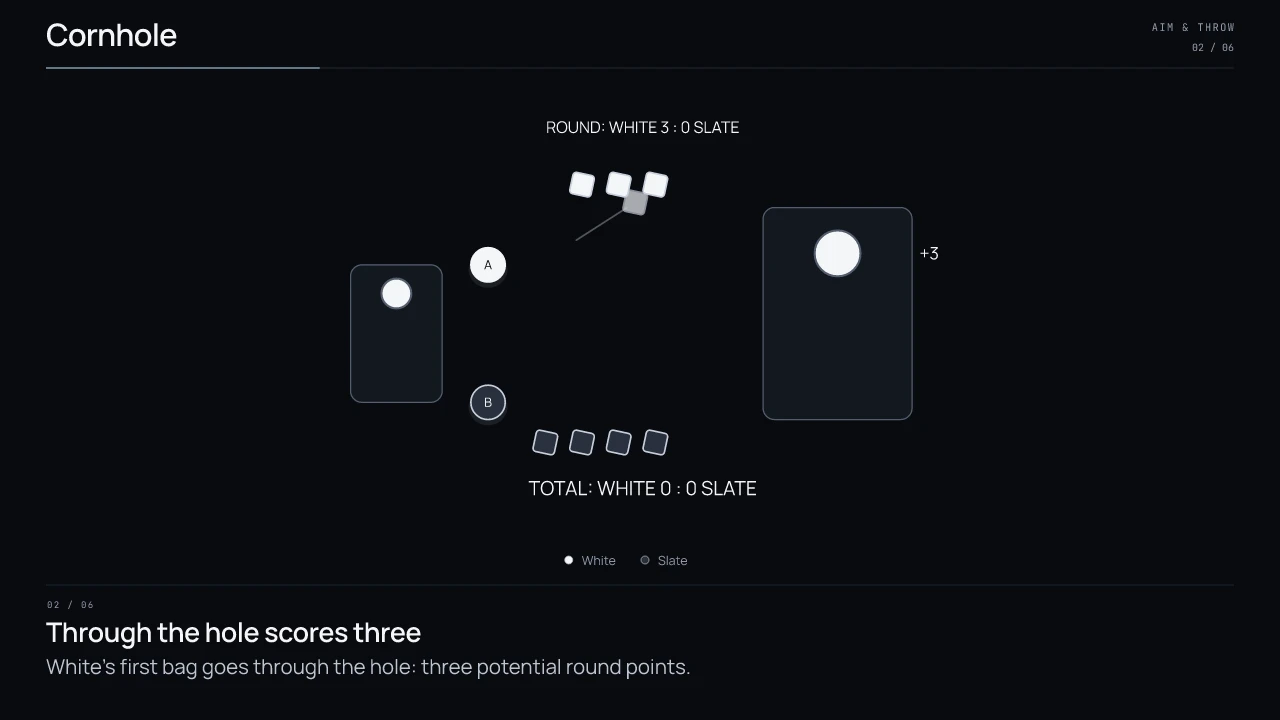 Cornhole
AIM & THROW
02 / 06
ROUND: WHITE 3 : 0 SLATE
+3
A
B
TOTAL: WHITE 0 : 0 SLATE
White
Slate
02 / 06
Through the hole scores three
White's first bag goes through the hole: three potential round points.